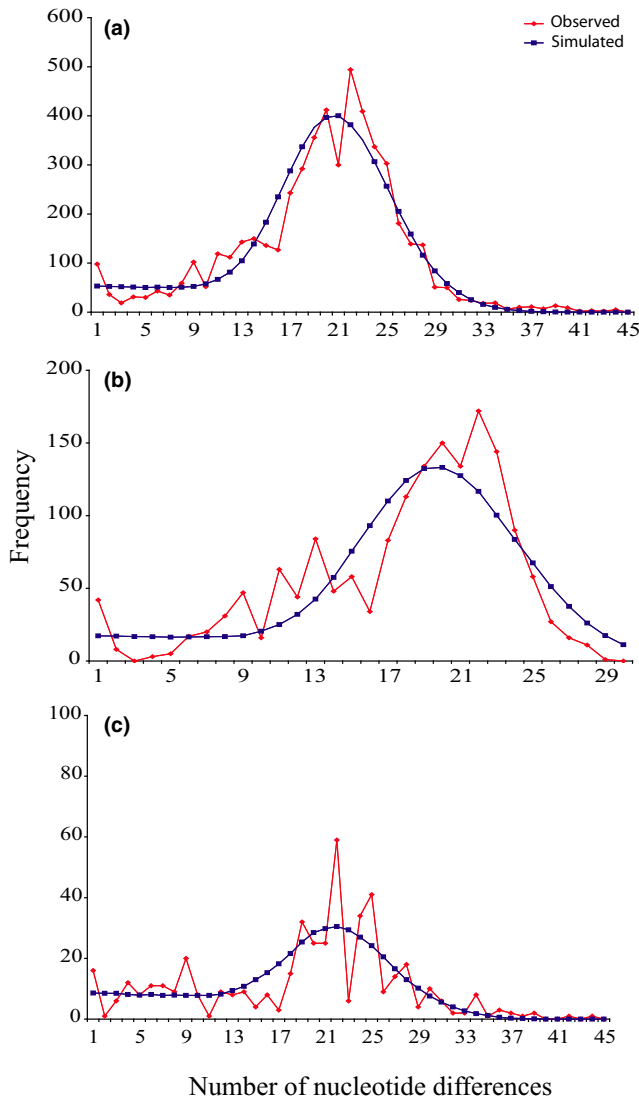 (a)
Observed
Simulated
600
500
400
300
200
100
0
1 5 9 13 17 21 25 29 33 37 41 45
(b)
200
150
100
50
0
1 5 9 13 17 21 25 29
Frequency
(c)
100
80
60
40
20
0
1 5 9 13 17 21 25 29 33 37 41 45
Number of nucleotide differences